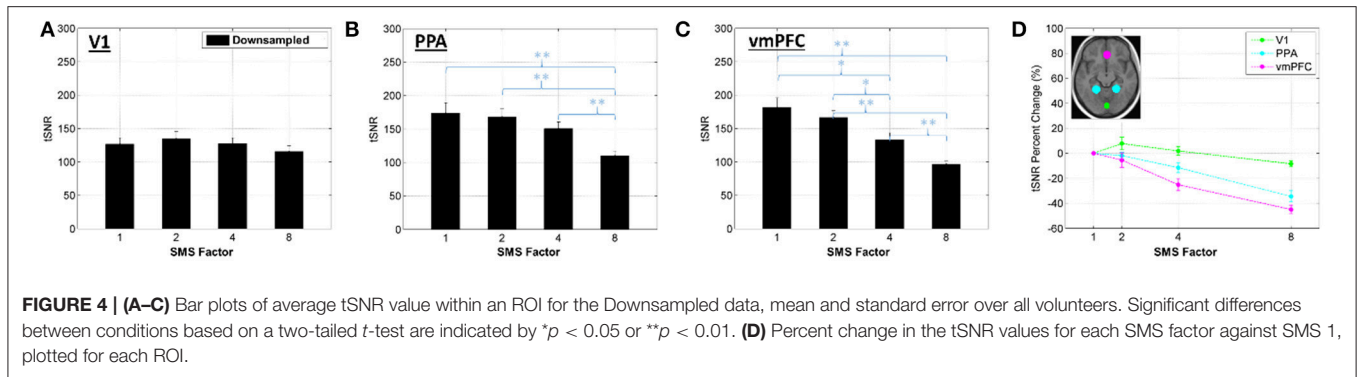 A
V1
Downsampled
300
250
200
150
100
50
0
tSNR
1 2 4 8
SMS Factor
B
PPA
**
**
**
300
250
200
150
100
50
0
tSNR
1 2 4 8
SMS Factor
C
vmPFC
**
*
*
**
**
300
250
200
150
100
50
0
tSNR
1 2 4 8
SMS Factor
D
V1
PPA
vmPFC
80
60
40
20
0
-20
-40
-60
tSNR Percent Change (%)
1 2 4 8
SMS Factor
FIGURE 4 | (A–C) Bar plots of average tSNR value within an ROI for the Downsampled data, mean and standard error over all volunteers. Significant differences
between conditions based on a two-tailed t-test are indicated by *p < 0.05 or **p < 0.01. (D) Percent change in the tSNR values for each SMS factor against SMS 1,
plotted for each ROI.